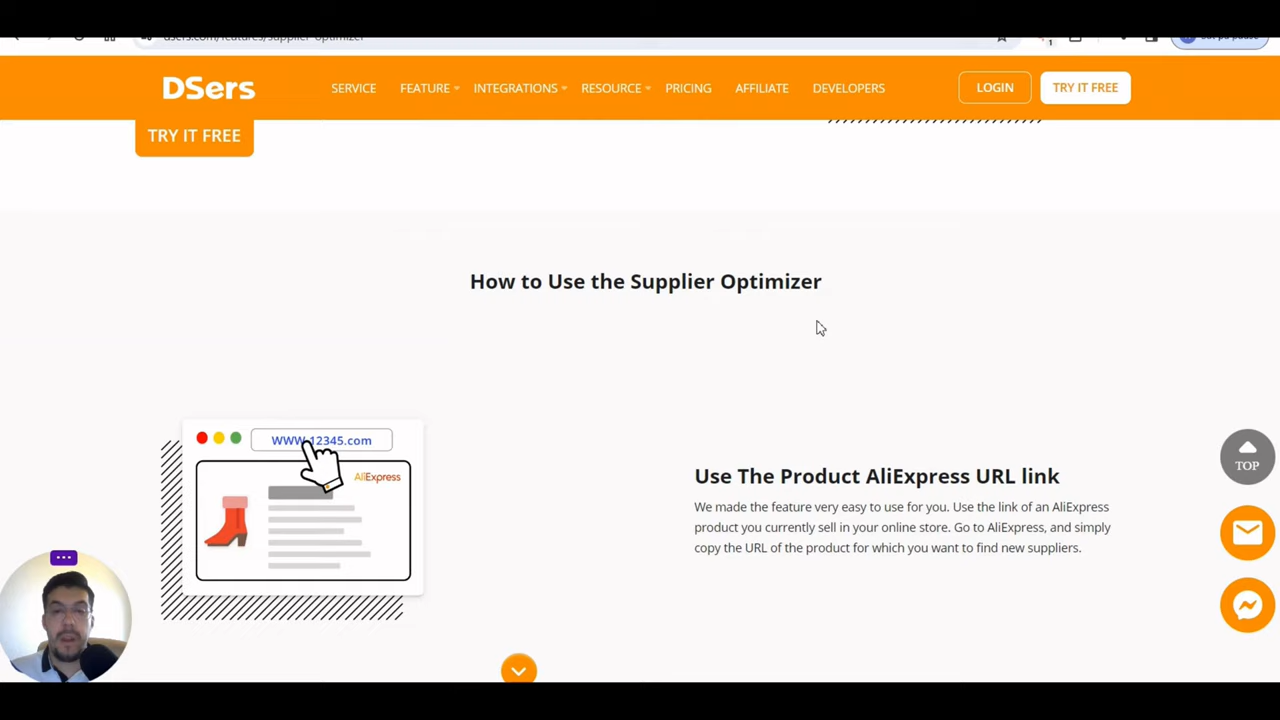 dsers.com/features/supplier-optimizer
1
DSers
SERVICE
FEATURE
INTEGRATIONS
RESOURCE
PRICING
AFFILIATE
DEVELOPERS
LOGIN
TRY IT FREE
TRY IT FREE
How to Use the Supplier Optimizer
WWW.12345.com
AliExpress
Use The Product AliExpress URL link
We made the feature very easy to use for you. Use the link of an AliExpress
product you currently sell in your online store. Go to AliExpress, and simply
copy the URL of the product for which you want to find new suppliers.
TOP